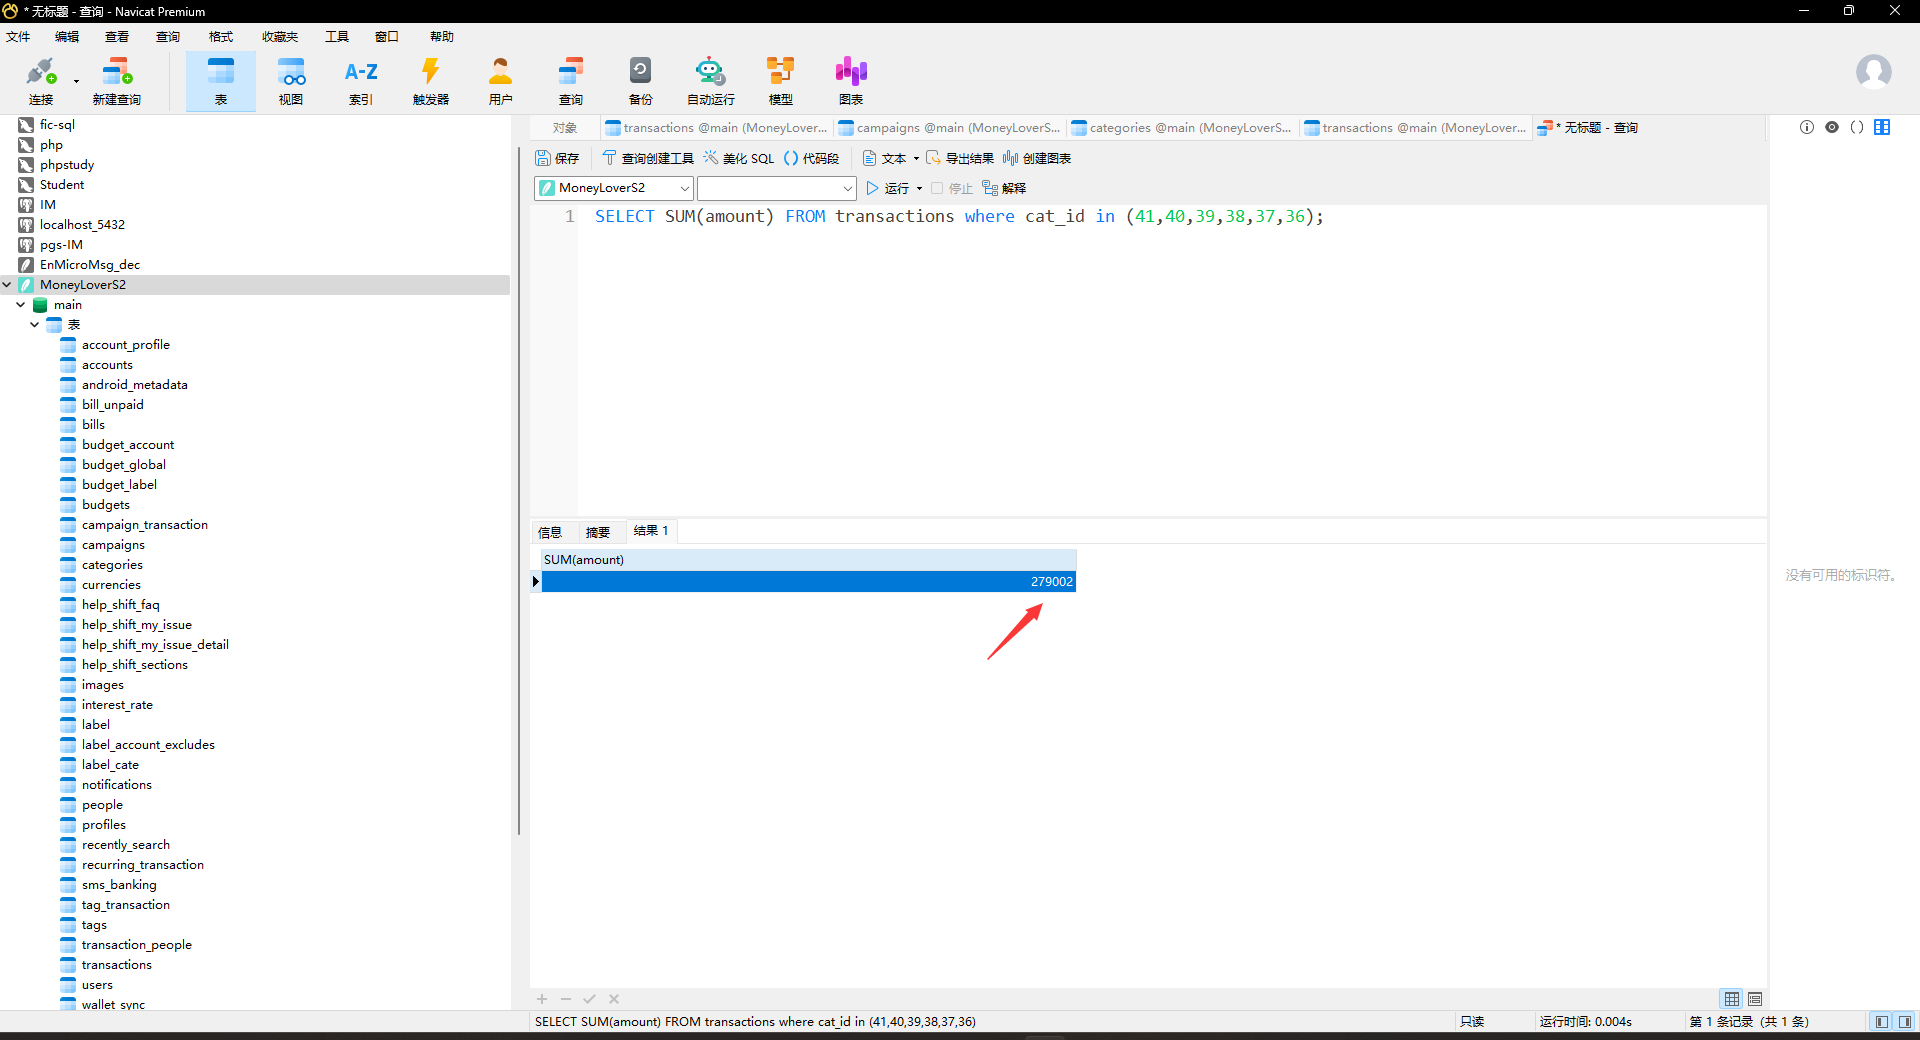 * 无标题 - 查询 - Navicat Premium
文件 编辑 查看 查询 格式 收藏夹 工具 窗口 帮助
A-Z
连接 新建查询 表 视图 索引 触发器 用户 查询 备份 自动运行 模型 图表
fic-sql
php
phpstudy
Student
IM
localhost_5432
pgs-IM
EnMicroMsg_dec
MoneyLoverS2
main
表
account_profile
accounts
android_metadata
bill_unpaid
bills
budget_account
budget_global
budget_label
budgets
campaign_transaction
campaigns
categories
currencies
help_shift_faq
help_shift_my_issue
help_shift_my_issue_detail
help_shift_sections
images
interest_rate
label
label_account_excludes
label_cate
notifications
people
profiles
recently_search
recurring_transaction
sms_banking
tag_transaction
tags
transaction_people
transactions
users
wallet_sync
对象 transactions @main (MoneyLover... campaigns @main (MoneyLoverS... categories @main (MoneyLoverS... transactions @main (MoneyLover... * 无标题 - 查询
保存 查询创建工具 美化 SQL () 代码段 文本 导出结果 创建图表
MoneyLoverS2 运行 停止 解释
1 SELECT SUM(amount) FROM transactions where cat_id in (41,40,39,38,37,36);
信息 摘要 结果 1
SUM(amount)
279002
没有可用的标识符。
SELECT SUM(amount) FROM transactions where cat_id in (41,40,39,38,37,36) 只读 运行时间: 0.004s 第 1 条记录 (共 1 条)